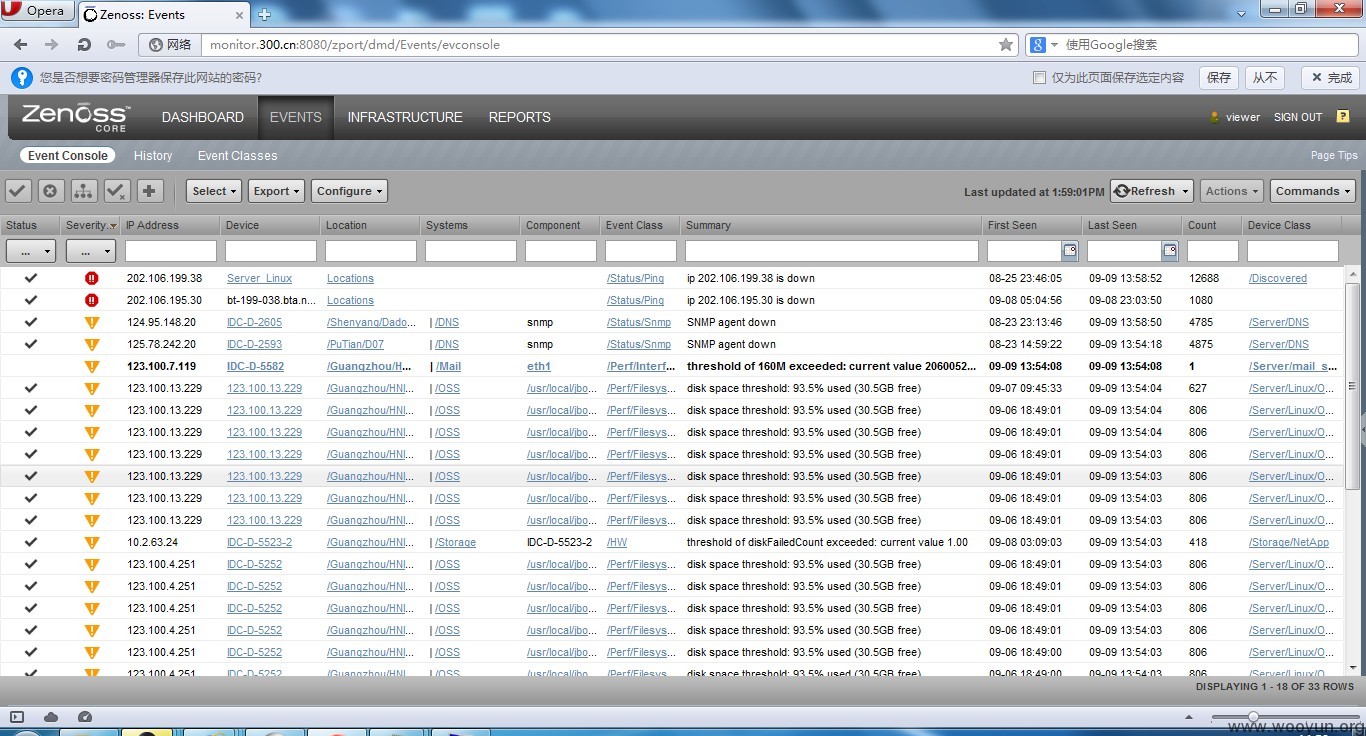 Opera
Zenoss: Events
网络 monitor.300.cn:8080/zport/dmd/Events/evconsole 使用Google搜索
您是否想要密码管理器保存此网站的密码? 仅为此页面保存选定内容 保存 从不 完成
Zenoss CORE DASHBOARD EVENTS INFRASTRUCTURE REPORTS viewer SIGN OUT ?
Event Console History Event Classes Page Tips
Select Export Configure Last updated at 1:59:01PM Refresh Actions Commands
Status Severity IP Address Device Location Systems Component Event Class Summary First Seen Last Seen Count Device Class
... ...
202.106.199.38 Server_Linux Locations /Status/Ping ip 202.106.199.38 is down 08-25 23:46:05 09-09 13:58:52 12688 /Discovered
202.106.195.30 bt-199-038.bta.n... Locations /Status/Ping ip 202.106.195.30 is down 09-08 05:04:56 09-08 23:03:50 1080
124.95.148.20 IDC-D-2605 /Shenyang/Dado... | /DNS snmp /Status/Snmp SNMP agent down 08-23 23:13:46 09-09 13:58:50 4785 /Server/DNS
125.78.242.20 IDC-D-2593 /PuTian/D07 | /DNS snmp /Status/Snmp SNMP agent down 08-23 14:59:22 09-09 13:54:18 4875 /Server/DNS
123.100.7.119 IDC-D-5582 /Guangzhou/H... | /Mail eth1 /Perf/Interf... threshold of 160M exceeded: current value 2060052... 09-09 13:54:08 09-09 13:54:08 1 /Server/mail_s...
123.100.13.229 123.100.13.229 /Guangzhou/HNI... | /OSS /usr/local/jbo... /Perf/Filesys... disk space threshold: 93.5% used (30.5GB free) 09-07 09:45:33 09-09 13:54:04 627 /Server/Linux/O...
123.100.13.229 123.100.13.229 /Guangzhou/HNI... | /OSS /usr/local/jbo... /Perf/Filesys... disk space threshold: 93.5% used (30.5GB free) 09-06 18:49:01 09-09 13:54:04 806 /Server/Linux/O...
123.100.13.229 123.100.13.229 /Guangzhou/HNI... | /OSS /usr/local/jbo... /Perf/Filesys... disk space threshold: 93.5% used (30.5GB free) 09-06 18:49:01 09-09 13:54:04 806 /Server/Linux/O...
123.100.13.229 123.100.13.229 /Guangzhou/HNI... | /OSS /usr/local/jbo... /Perf/Filesys... disk space threshold: 93.5% used (30.5GB free) 09-06 18:49:01 09-09 13:54:03 806 /Server/Linux/O...
123.100.13.229 123.100.13.229 /Guangzhou/HNI... | /OSS /usr/local/jbo... /Perf/Filesys... disk space threshold: 93.5% used (30.5GB free) 09-06 18:49:01 09-09 13:54:03 806 /Server/Linux/O...
123.100.13.229 123.100.13.229 /Guangzhou/HNI... | /OSS /usr/local/jbo... /Perf/Filesys... disk space threshold: 93.5% used (30.5GB free) 09-06 18:49:01 09-09 13:54:03 806 /Server/Linux/O...
123.100.13.229 123.100.13.229 /Guangzhou/HNI... | /OSS /usr/local/jbo... /Perf/Filesys... disk space threshold: 93.5% used (30.5GB free) 09-06 18:49:01 09-09 13:54:03 806 /Server/Linux/O...
10.2.63.24 IDC-D-5523-2 /Guangzhou/HNI... | /Storage IDC-D-5523-2 /HW threshold of diskFailedCount exceeded: current value 1.00 09-08 03:09:03 09-09 13:54:03 418 /Storage/NetApp
123.100.4.251 IDC-D-5252 /Guangzhou/HNI... | /OSS /usr/local/jbo... /Perf/Filesys... disk space threshold: 93.5% used (30.5GB free) 09-06 18:49:01 09-09 13:54:03 806 /Server/Linux/O...
123.100.4.251 IDC-D-5252 /Guangzhou/HNI... | /OSS /usr/local/jbo... /Perf/Filesys... disk space threshold: 93.5% used (30.5GB free) 09-06 18:49:01 09-09 13:54:03 806 /Server/Linux/O...
123.100.4.251 IDC-D-5252 /Guangzhou/HNI... | /OSS /usr/local/jbo... /Perf/Filesys... disk space threshold: 93.5% used (30.5GB free) 09-06 18:49:01 09-09 13:54:03 806 /Server/Linux/O...
123.100.4.251 IDC-D-5252 /Guangzhou/HNI... | /OSS /usr/local/jbo... /Perf/Filesys... disk space threshold: 93.5% used (30.5GB free) 09-06 18:49:01 09-09 13:54:03 806 /Server/Linux/O...
123.100.4.251 IDC-D-5252 /Guangzhou/HNI... | /OSS /usr/local/jbo... /Perf/Filesys... disk space threshold: 93.5% used (30.5GB free) 09-06 18:49:00 09-09 13:54:03 806 /Server/Linux/O...
123.100.4.251 IDC-D-5252 /Guangzhou/HNI... | /OSS /usr/local/jbo... /Perf/Filesys... disk space threshold: 93.5% used (30.5GB free) 09-06 18:49:00 09-09 13:54:03 806 /Server/Linux/O...
DISPLAYING 1 - 18 OF 33 ROWS
www.wooyun.org